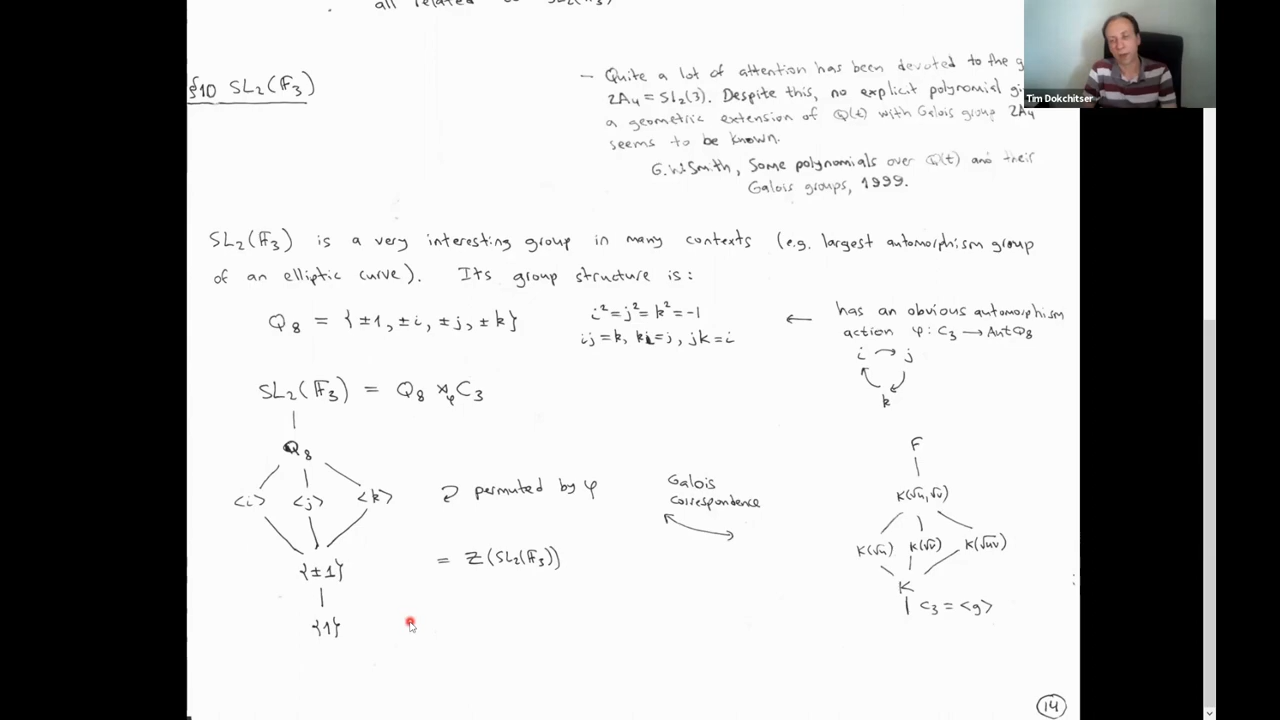 all related to SL₂(F₃)
§10 SL₂(𝔽₃)
– Quite a lot of attention has been devoted to the g
2A₄ = SL₂(3). Despite this, no explicit polynomial gi
a geometric extension of ℚ(t) with Galois group 2A₄
seems to be known.
G.W.Smith, Some polynomials over ℚ(t) and their
Galois groups, 1999.
Tim Dokchitser
SL₂(𝔽₃) is a very interesting group in many contexts (e.g. largest automorphism group
of an elliptic curve). Its group structure is:
Q₈ = {±1, ±i, ±j, ±k}
i² = j² = k² = -1
ij = k, ki = j, jk = i
← has an obvious automorphism
action φ : C₃ → Aut Q₈
i → j
k
SL₂(𝔽₃) = Q₈ ⋊φ C₃
Q₈
<i> <j> <k>
{±1}
{1}
permuted by φ
= Z(SL₂(𝔽₃))
Galois
correspondence
F
K(√u, √v)
K(√u) K(√v) K(√uv)
K
| C₃ = <g>
14